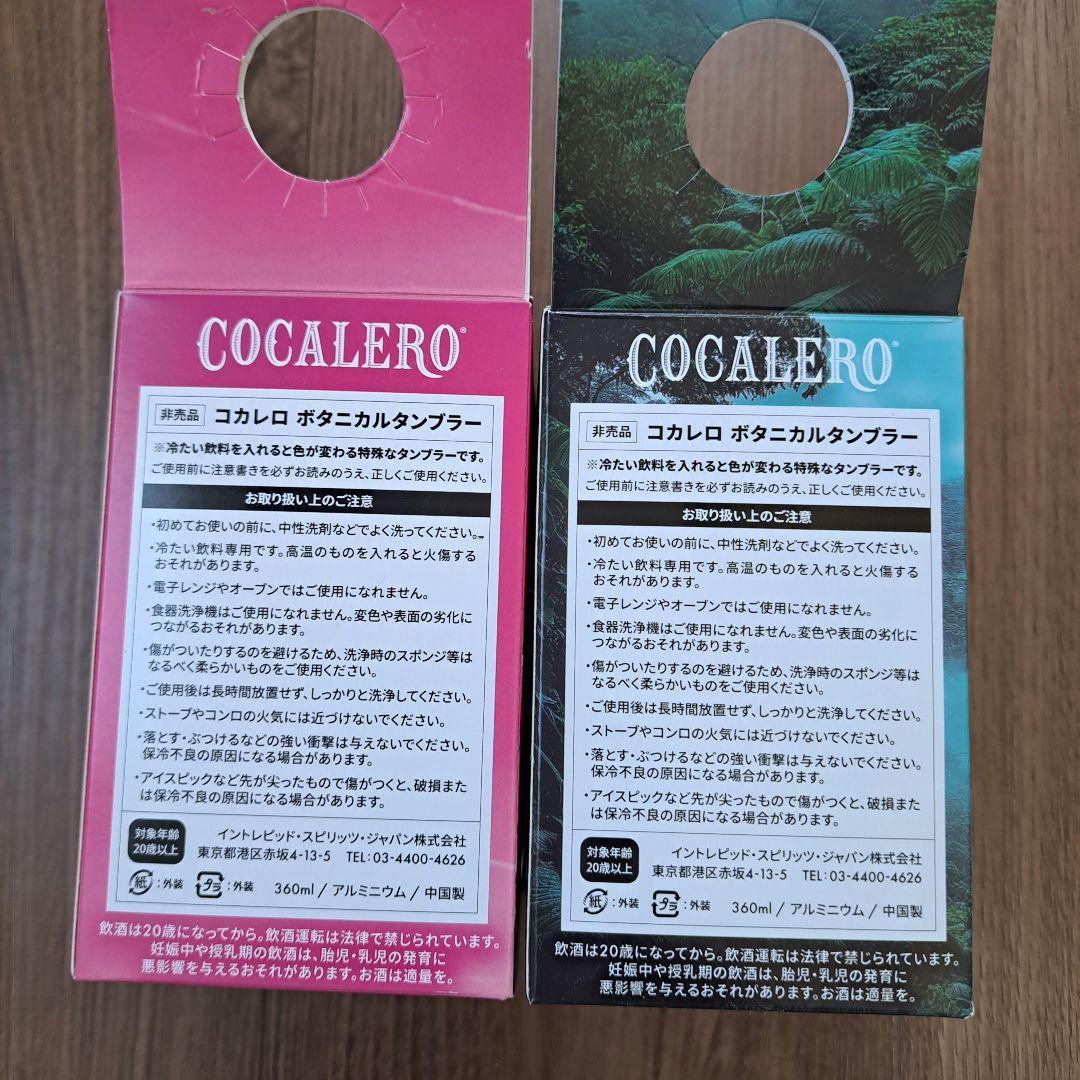 COCALERO®
非売品 コカレロ ボタニカルタンブラー
※冷たい飲料を入れると色が変わる特殊なタンブラーです。
ご使用前に注意書きを必ずお読みのうえ、正しくご使用ください。
お取り扱い上のご注意
・初めてお使いの前に、中性洗剤などでよく洗ってください。
・冷たい飲料専用です。高温のものを入れると火傷する
おそれがあります。
・電子レンジやオーブンではご使用になれません。
・食器洗浄機はご使用になれません。変色や表面の劣化に
つながるおそれがあります。
・傷がついたりするのを避けるため、洗浄時のスポンジ等は
なるべく柔らかいものをご使用ください。
・ご使用後は長時間放置せず、しっかりと洗浄してください。
・ストーブやコンロの火気には近づけないでください。
・落とす・ぶつけるなどの強い衝撃は与えないでください。
保冷不良の原因になる場合があります。
・アイスピックなど先が尖ったもので傷がつくと、破損また
は保冷不良の原因になる場合があります。
対象年齢
20歳以上
イントレピッド・スピリッツ・ジャパン株式会社
東京都港区赤坂4-13-5 TEL:03-4400-4626
紙:外装 プラ:外装 360ml / アルミニウム / 中国製
飲酒は20歳になってから。飲酒運転は法律で禁じられています。
妊娠中や授乳期の飲酒は、胎児・乳児の発育に
悪影響を与えるおそれがあります。お酒は適量を。
COCALERO®
非売品 コカレロ ボタニカルタンブラー
※冷たい飲料を入れると色が変わる特殊なタンブラーです。
ご使用前に注意書きを必ずお読みのうえ、正しくご使用ください。
お取り扱い上のご注意
・初めてお使いの前に、中性洗剤などでよく洗ってください。
・冷たい飲料専用です。高温のものを入れると火傷する
おそれがあります。
・電子レンジやオーブンではご使用になれません。
・食器洗浄機はご使用になれません。変色や表面の劣化に
つながるおそれがあります。
・傷がついたりするのを避けるため、洗浄時のスポンジ等は
なるべく柔らかいものをご使用ください。
・ご使用後は長時間放置せず、しっかりと洗浄してください。
・ストーブやコンロの火気には近づけないでください。
・落とす・ぶつけるなどの強い衝撃は与えないでください。
保冷不良の原因になる場合があります。
・アイスピックなど先が尖ったもので傷がつくと、破損また
は保冷不良の原因になる場合があります。
対象年齢
20歳以上
イントレピッド・スピリッツ・ジャパン株式会社
東京都港区赤坂4-13-5 TEL:03-4400-4626
紙:外装 プラ:外装 360ml / アルミニウム / 中国製
飲酒は20歳になってから。飲酒運転は法律で禁じられています。
妊娠中や授乳期の飲酒は、胎児・乳児の発育に
悪影響を与えるおそれがあります。お酒は適量を。